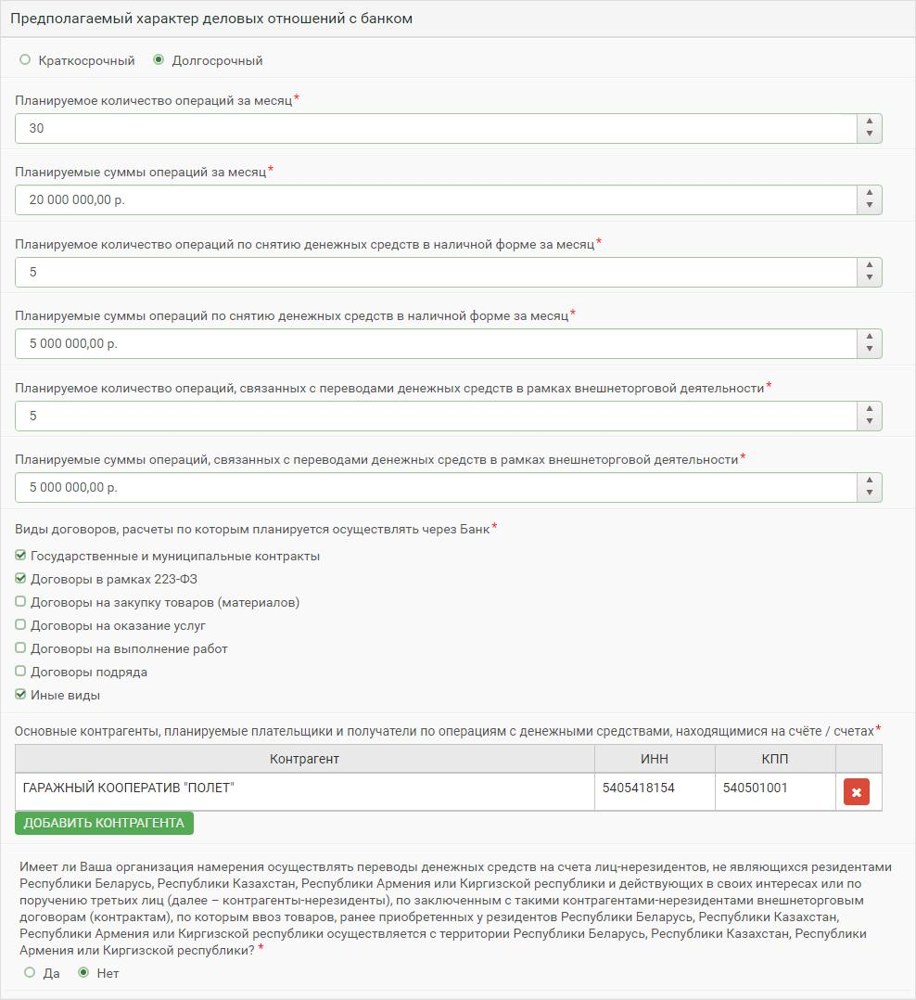 Предполагаемый характер деловых отношений с банком
Краткосрочный Долгосрочный
Планируемое количество операций за месяц*
30
Планируемые суммы операций за месяц*
20 000 000,00 р.
Планируемое количество операций по снятию денежных средств в наличной форме за месяц*
5
Планируемые суммы операций по снятию денежных средств в наличной форме за месяц*
5 000 000,00 р.
Планируемое количество операций, связанных с переводами денежных средств в рамках внешнеторговой деятельности*
5
Планируемые суммы операций, связанных с переводами денежных средств в рамках внешнеторговой деятельности*
5 000 000,00 р.
Виды договоров, расчеты по которым планируется осуществлять через Банк*
Государственные и муниципальные контракты
Договоры в рамках 223-ФЗ
Договоры на закупку товаров (материалов)
Договоры на оказание услуг
Договоры на выполнение работ
Договоры подряда
Иные виды
Основные контрагенты, планируемые плательщики и получатели по операциям с денежными средствами, находящимися на счёте / счетах*
Контрагент ИНН КПП
ГАРАЖНЫЙ КООПЕРАТИВ "ПОЛЕТ" 5405418154 540501001
ДОБАВИТЬ КОНТРАГЕНТА
Имеет ли Ваша организация намерения осуществлять переводы денежных средств на счета лиц-нерезидентов, не являющихся резидентами
Республики Беларусь, Республики Казахстан, Республики Армения или Киргизской республики и действующих в своих интересах или по
поручению третьих лиц (далее – контрагенты-нерезиденты), по заключенным с такими контрагентами-нерезидентами внешнеторговым
договорам (контрактам), по которым ввоз товаров, ранее приобретенных у резидентов Республики Беларусь, Республики Казахстан,
Республики Армения или Киргизской республики осуществляется с территории Республики Беларусь, Республики Казахстан, Республики
Армения или Киргизской республики? *
Да Нет